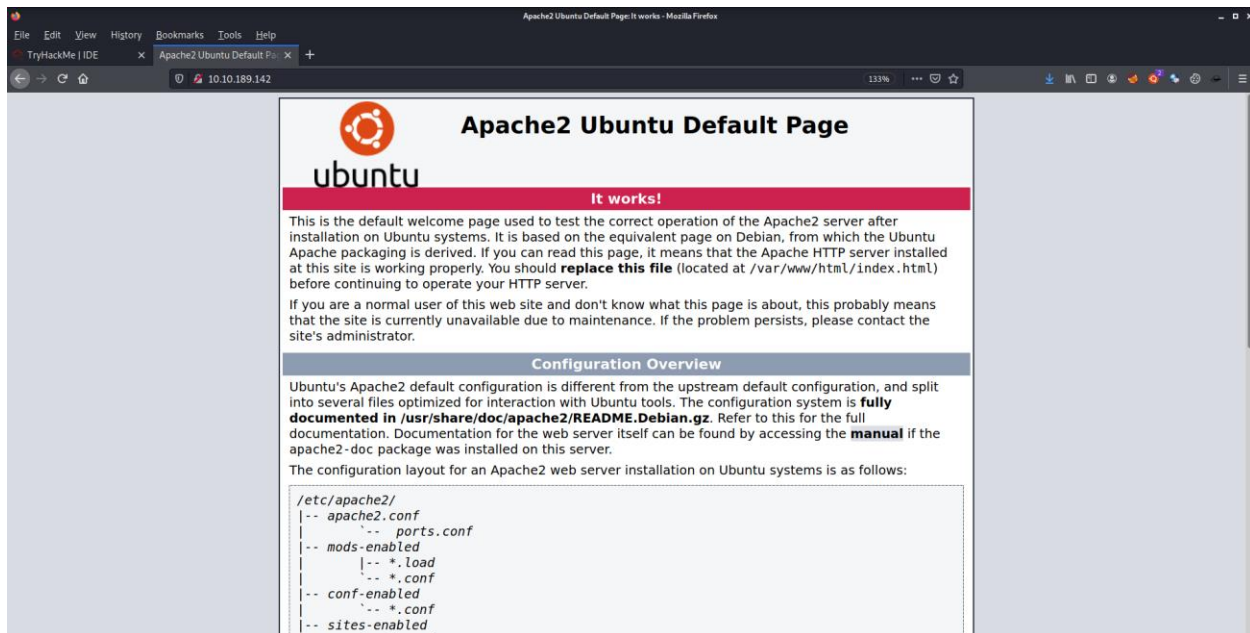 Apache2 Ubuntu Default Page: It works - Mozilla Firefox
File Edit View History Bookmarks Tools Help
TryHackMe | IDE
Apache2 Ubuntu Default Pa
10.10.189.142
133%
Apache2 Ubuntu Default Page
ubuntu
It works!
This is the default welcome page used to test the correct operation of the Apache2 server after
installation on Ubuntu systems. It is based on the equivalent page on Debian, from which the Ubuntu
Apache packaging is derived. If you can read this page, it means that the Apache HTTP server installed
at this site is working properly. You should replace this file (located at /var/www/html/index.html)
before continuing to operate your HTTP server.
If you are a normal user of this web site and don't know what this page is about, this probably means
that the site is currently unavailable due to maintenance. If the problem persists, please contact the
site's administrator.
Configuration Overview
Ubuntu's Apache2 default configuration is different from the upstream default configuration, and split
into several files optimized for interaction with Ubuntu tools. The configuration system is fully
documented in /usr/share/doc/apache2/README.Debian.gz. Refer to this for the full
documentation. Documentation for the web server itself can be found by accessing the manual if the
apache2-doc package was installed on this server.
The configuration layout for an Apache2 web server installation on Ubuntu systems is as follows:
/etc/apache2/
|-- apache2.conf
|       `--  ports.conf
|-- mods-enabled
|       |-- *.load
|       `-- *.conf
|-- conf-enabled
|       `-- *.conf
|-- sites-enabled